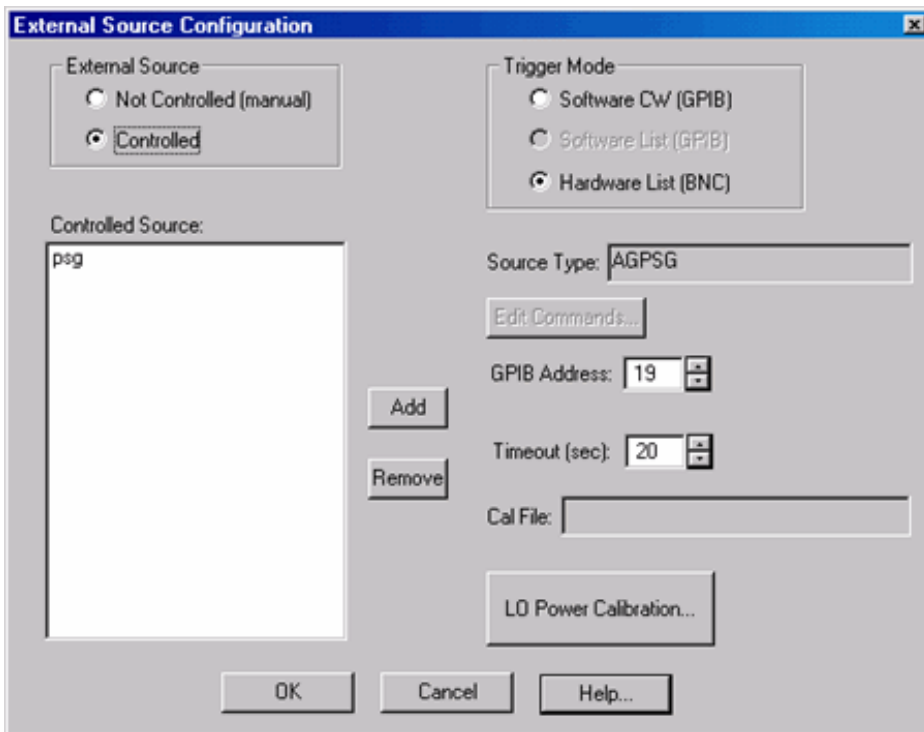 External Source Configuration
External Source
Not Controlled (manual)
Controlled
Trigger Mode
Software CW (GPIB)
Software List (GPIB)
Hardware List (BNC)
Controlled Source:
psg
Add
Remove
Source Type: AGPSG
Edit Commands...
GPIB Address: 19
Timeout (sec): 20
Cal File:
LO Power Calibration...
OK
Cancel
Help...